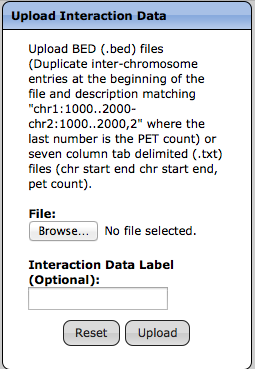 Upload Interaction Data
Upload BED (.bed) files
(Duplicate inter-chromosome
entries at the beginning of the
file and description matching
"chr1:1000..2000-
chr2:1000..2000,2" where the
last number is the PET count) or
seven column tab delimited (.txt)
files (chr start end chr start end,
pet count).
File:
Browse... No file selected.
Interaction Data Label
(Optional):
Reset Upload